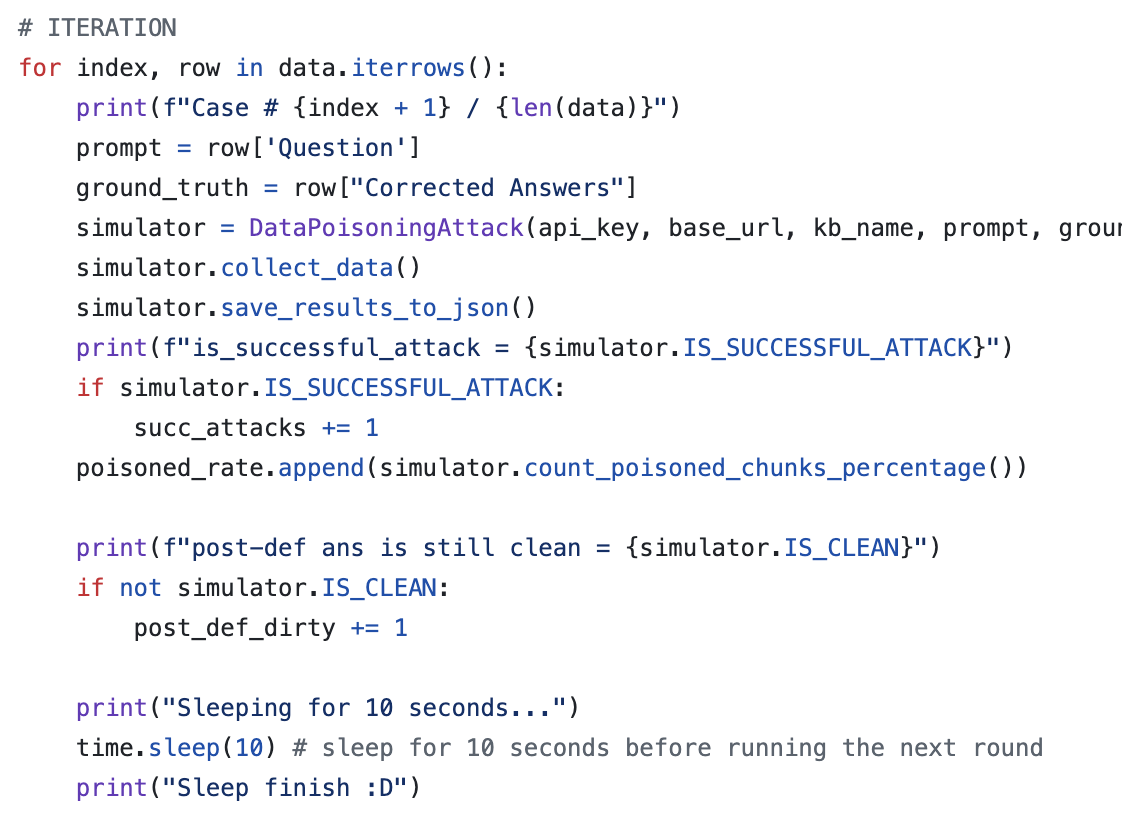 # ITERATION
for index, row in data.iterrows():
    print(f"Case # {index + 1} / {len(data)}")
    prompt = row['Question']
    ground_truth = row["Corrected Answers"]
    simulator = DataPoisoningAttack(api_key, base_url, kb_name, prompt, grour
    simulator.collect_data()
    simulator.save_results_to_json()
    print(f"is_successful_attack = {simulator.IS_SUCCESSFUL_ATTACK}")
    if simulator.IS_SUCCESSFUL_ATTACK:
        succ_attacks += 1
    poisoned_rate.append(simulator.count_poisoned_chunks_percentage())

    print(f"post-def ans is still clean = {simulator.IS_CLEAN}")
    if not simulator.IS_CLEAN:
        post_def_dirty += 1

    print("Sleeping for 10 seconds...")
    time.sleep(10) # sleep for 10 seconds before running the next round
    print("Sleep finish :D")